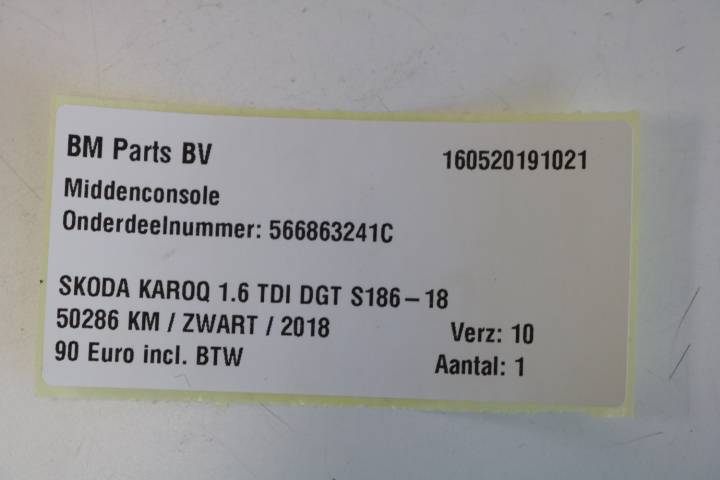 BM Parts BV 160520191021
Middenconsole
Onderdeelnummer: 566863241C
SKODA KAROQ 1.6 TDI DGT S186-18
50286 KM / ZWART / 2018 Verz: 10
90 Euro incl. BTW Aantal: 1